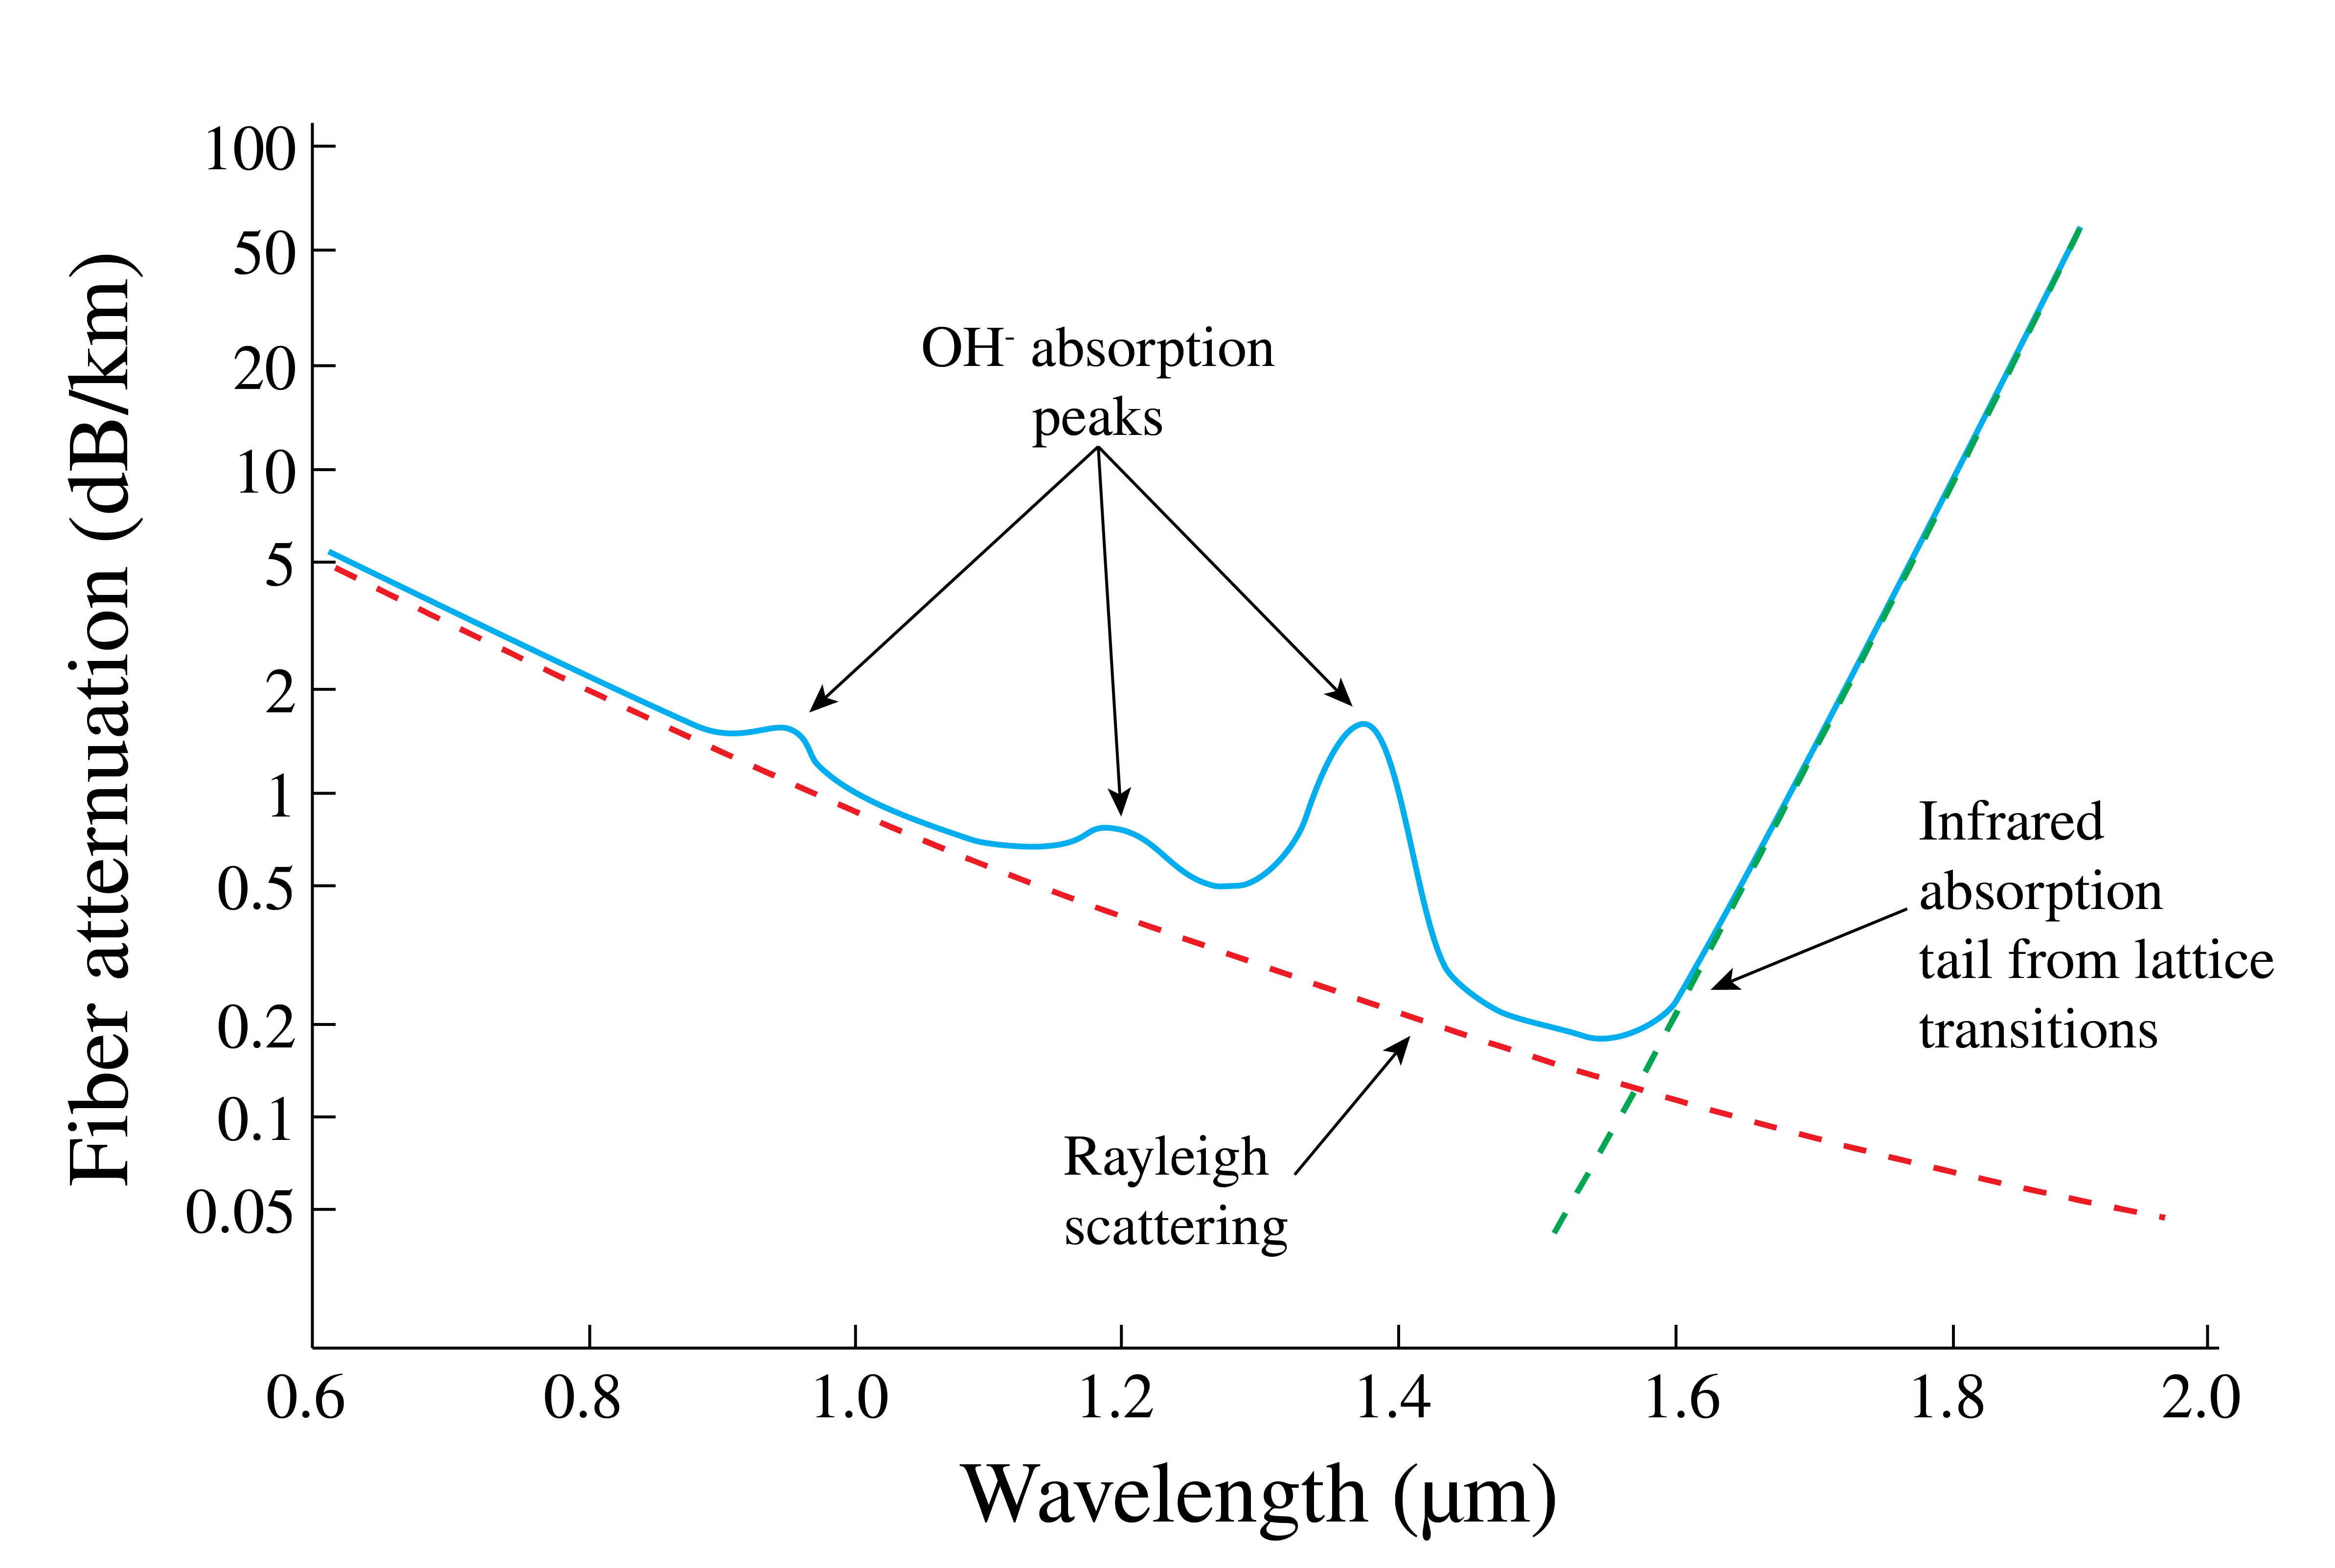 Fiber atternuation (dB/km)
100
50
20
10
5
2
1
0.5
0.2
0.1
0.05
OH⁻ absorption
peaks
Infrared
absorption
tail from lattice
transitions
Rayleigh
scattering
0.6 0.8 1.0 1.2 1.4 1.6 1.8 2.0
Wavelength (μm)